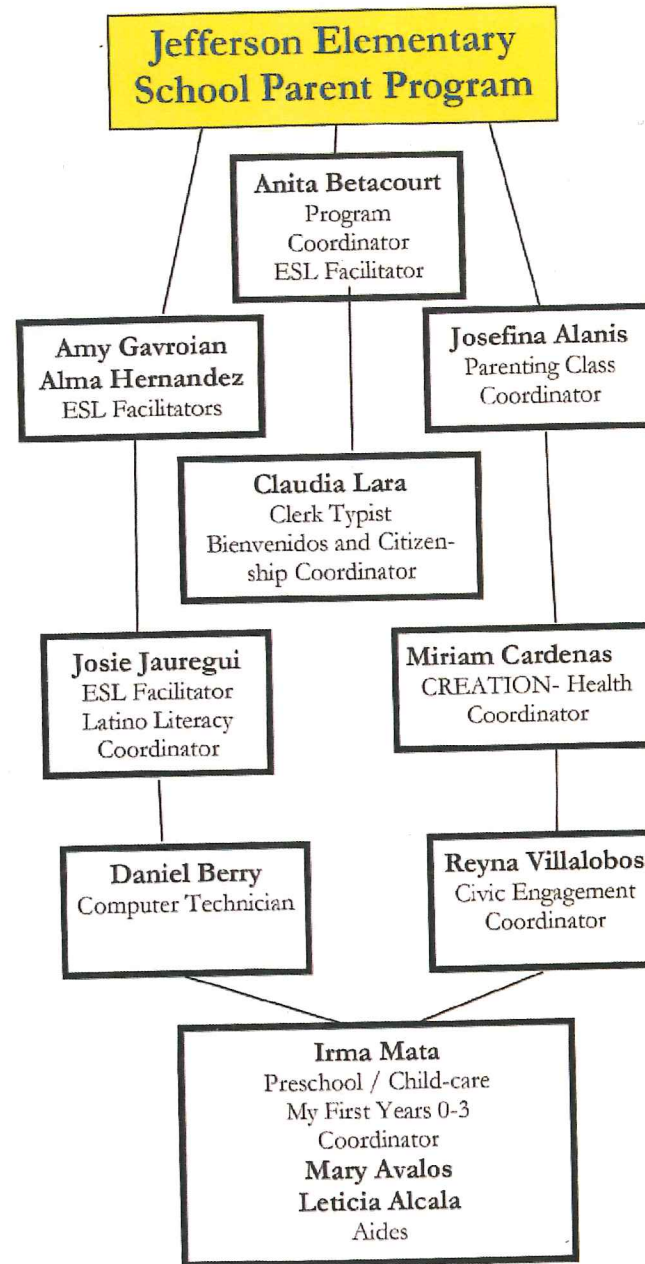 Jefferson Elementary
School Parent Program
Anita Betacourt
Program
Coordinator
ESL Facilitator
Amy Gavroian
Alma Hernandez
ESL Facilitators
Josefina Alanis
Parenting Class
Coordinator
Claudia Lara
Clerk Typist
Bienvenidos and Citizen-
ship Coordinator
Josie Jauregui
ESL Facilitator
Latino Literacy
Coordinator
Miriam Cardenas
CREATION- Health
Coordinator
Daniel Berry
Computer Technician
Reyna Villalobos
Civic Engagement
Coordinator
Irma Mata
Preschool / Child-care
My First Years 0-3
Coordinator
Mary Avalos
Leticia Alcala
Aides